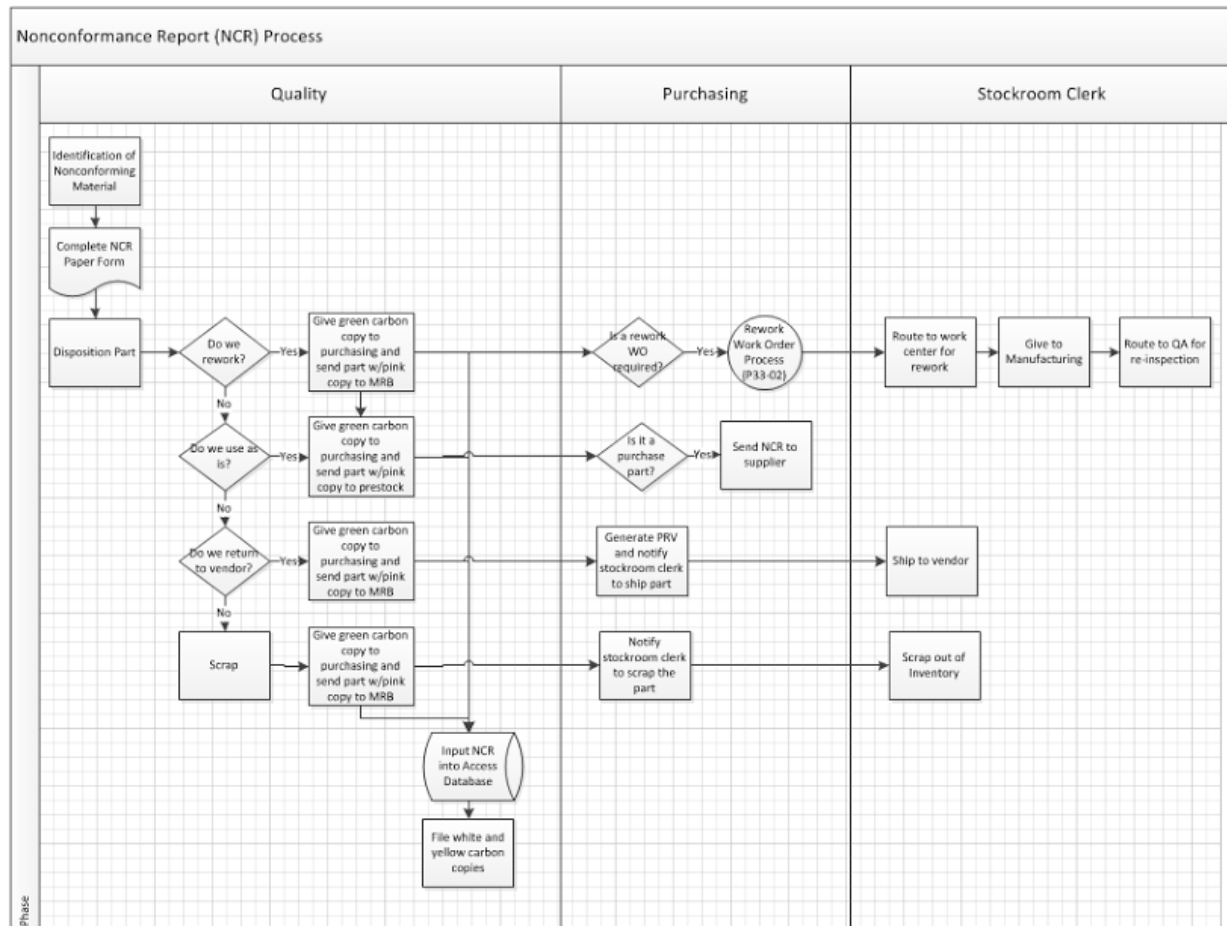 Nonconformance Report (NCR) Process
Quality
Purchasing
Stockroom Clerk
Identification of
Nonconforming
Material
Complete NCR
Paper Form
Disposition Part
Do we
rework?
Yes
Give green carbon
copy to
purchasing and
send part w/pink
copy to MRB
Is a rework
WO
required?
Yes
Rework
Work Order
Process
(P33-02)
Route to work
center for
rework
Give to
Manufacturing
Route to QA for
re-inspection
No
Do we use as
is?
Yes
Give green carbon
copy to
purchasing and
send part w/pink
copy to prestock
Is it a
purchase
part?
Yes
Send NCR to
supplier
No
Do we return
to vendor?
Yes
Give green carbon
copy to
purchasing and
send part w/pink
copy to MRB
Generate PRV
and notify
stockroom clerk
to ship part
Ship to vendor
No
Scrap
Give green carbon
copy to
purchasing and
send part w/pink
copy to MRB
Notify
stockroom clerk
to scrap the
part
Scrap out of
Inventory
Input NCR
into Access
Database
File white and
yellow carbon
copies
Phase